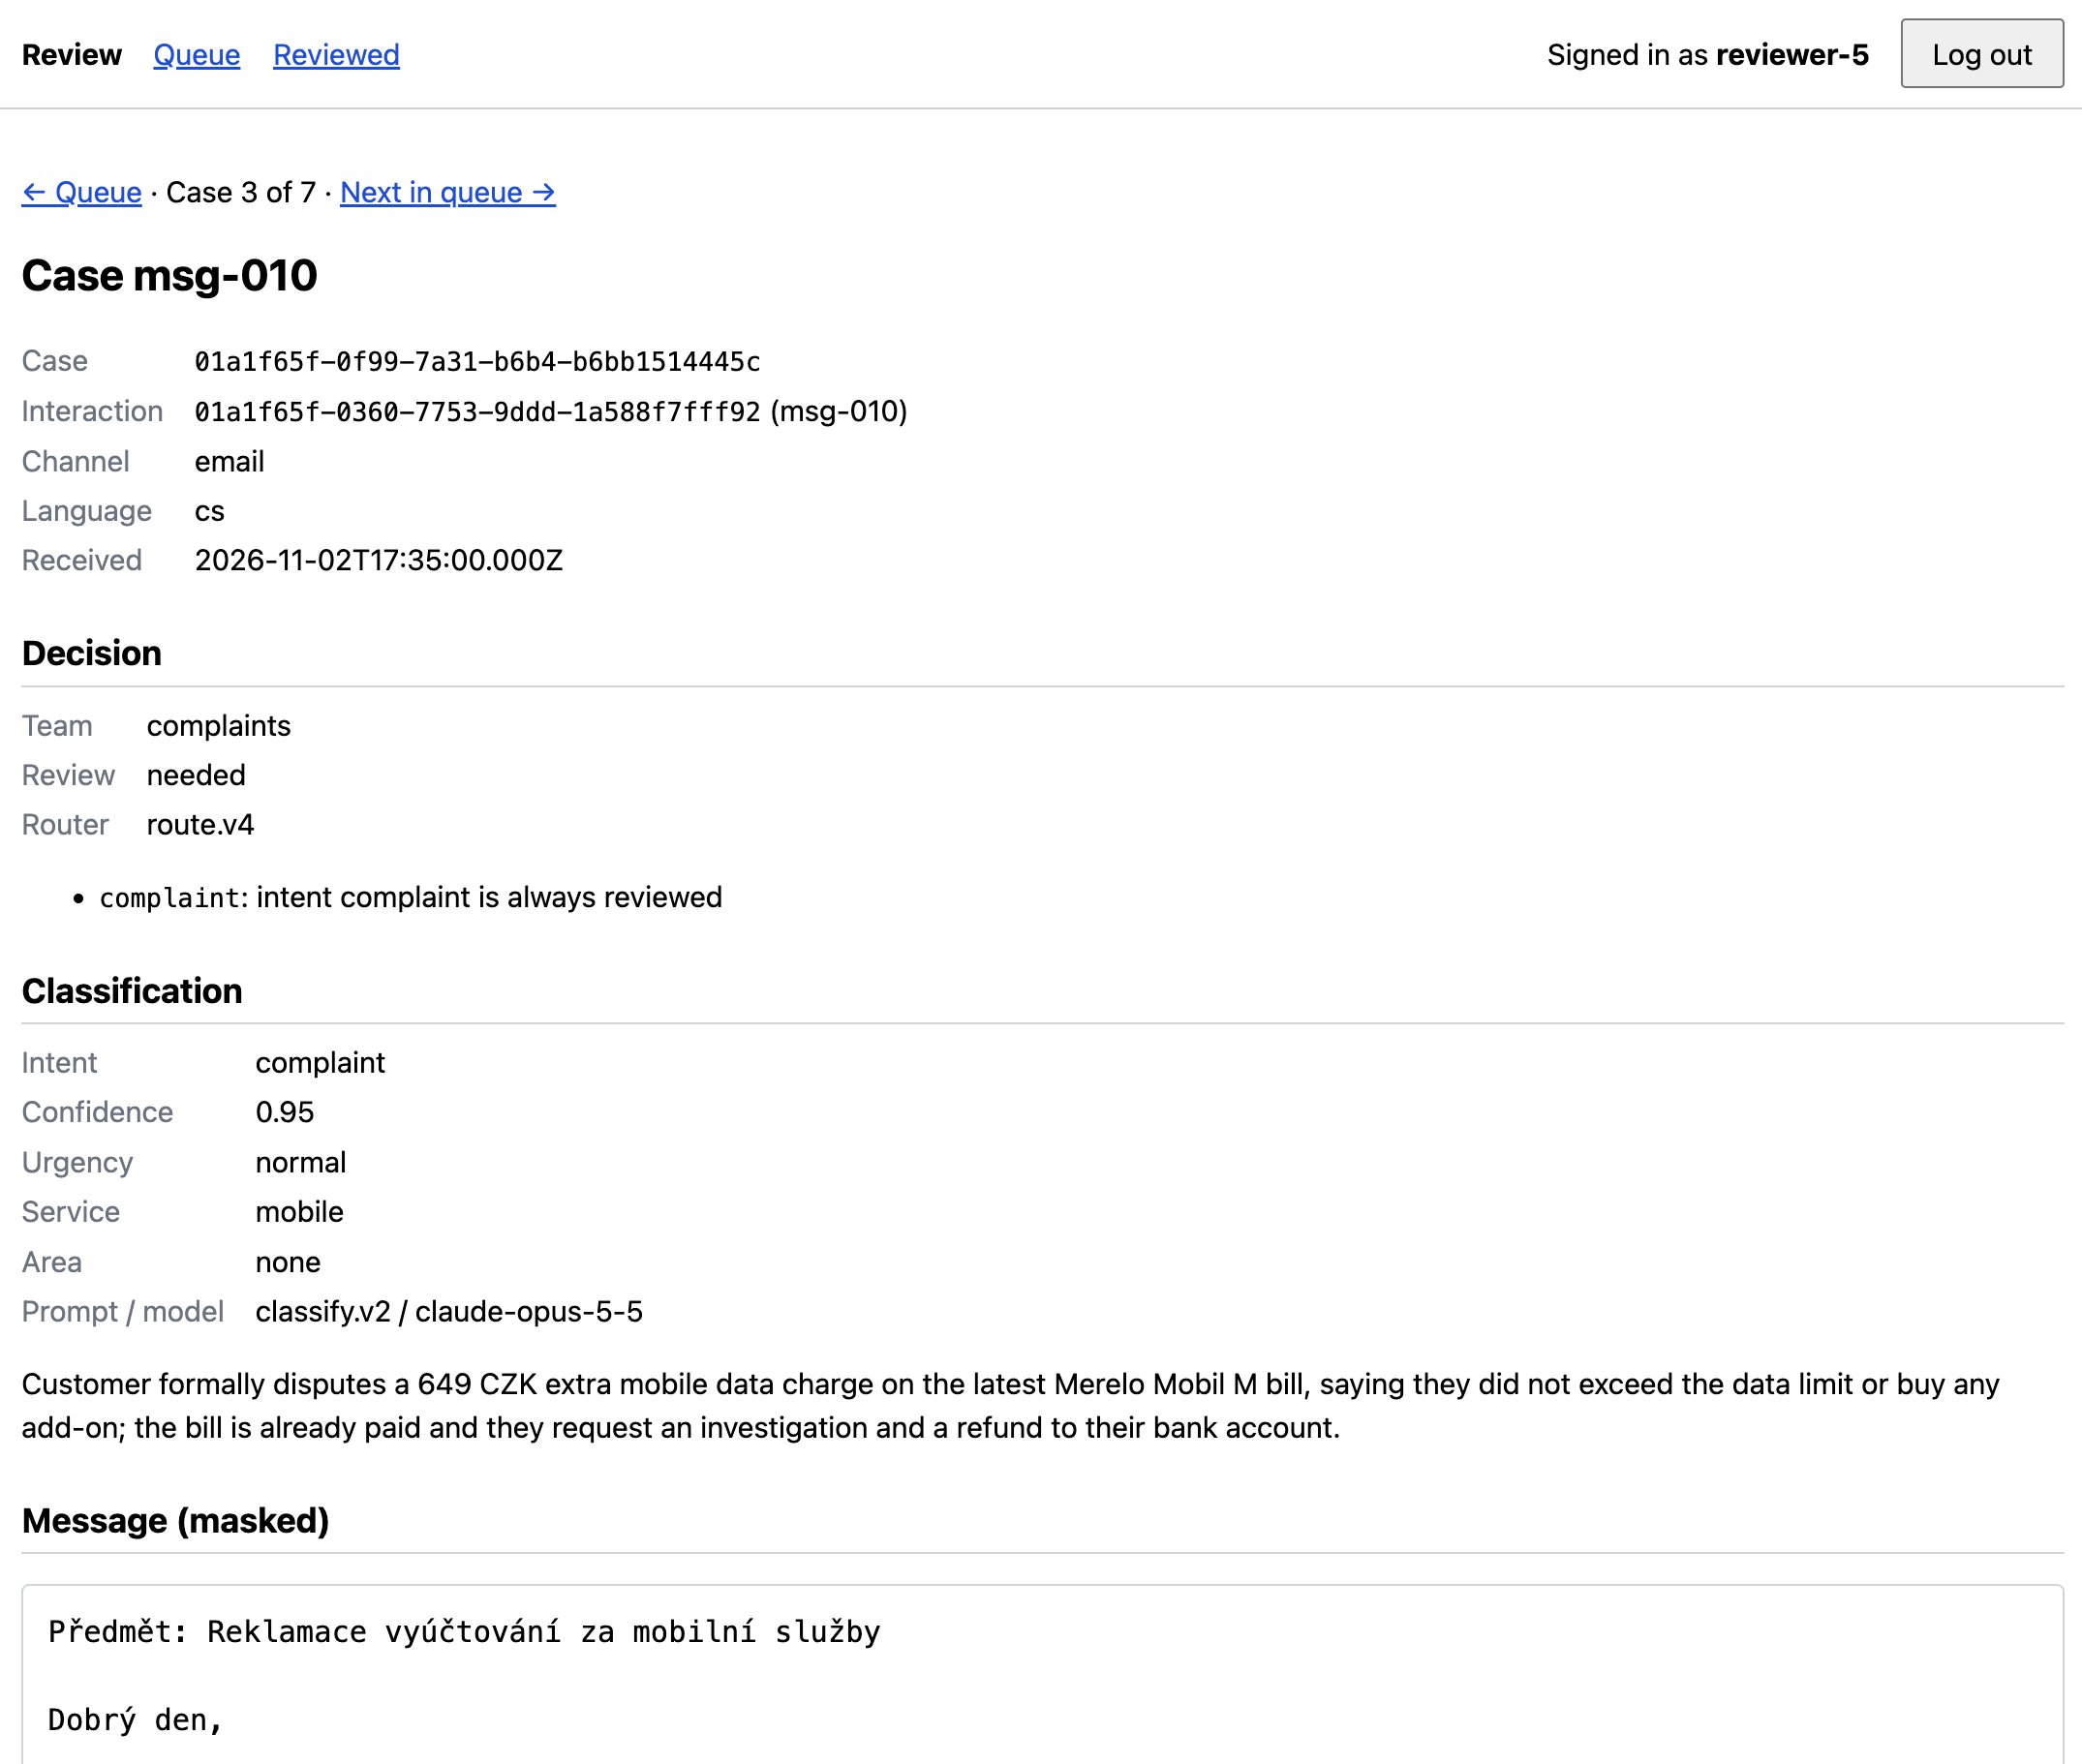 Review Queue Reviewed Signed in as reviewer-5 Log out
← Queue · Case 3 of 7 · Next in queue →
Case msg-010
Case 01a1f65f-0f99-7a31-b6b4-b6bb1514445c
Interaction 01a1f65f-0360-7753-9ddd-1a588f7fff92 (msg-010)
Channel email
Language cs
Received 2026-11-02T17:35:00.000Z
Decision
Team complaints
Review needed
Router route.v4
• complaint: intent complaint is always reviewed
Classification
Intent complaint
Confidence 0.95
Urgency normal
Service mobile
Area none
Prompt / model classify.v2 / claude-opus-5-5
Customer formally disputes a 649 CZK extra mobile data charge on the latest Merelo Mobil M bill, saying they did not exceed the data limit or buy any
add-on; the bill is already paid and they request an investigation and a refund to their bank account.
Message (masked)
Předmět: Reklamace vyúčtování za mobilní služby
Dobrý den,